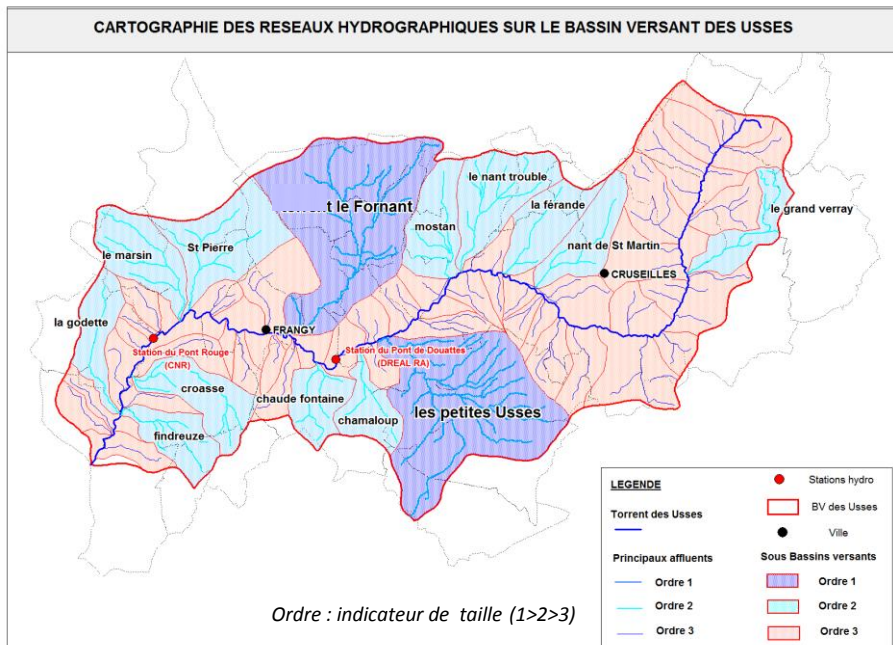 CARTOGRAPHIE DES RESEAUX HYDROGRAPHIQUES SUR LE BASSIN VERSANT DES USSES
le nant trouble
t le Fornant
la férande
le grand verray
mostan
St Pierre
nant de St Martin
le marsin
CRUSEILLES
la godette
FRANGY
Station du Pont Rouge
(CNR)
Station du Pont de Douattes
(DREAL RA)
croasse
chaude fontaine
les petites Usses
chamaloup
findreuze
LEGENDE
Torrent des Usses
Principaux affluents
Ordre 1
Ordre 2
Ordre 3
Stations hydro
BV des Usses
Ville
Sous Bassins versants
Ordre 1
Ordre 2
Ordre 3
Ordre : indicateur de taille (1>2>3)